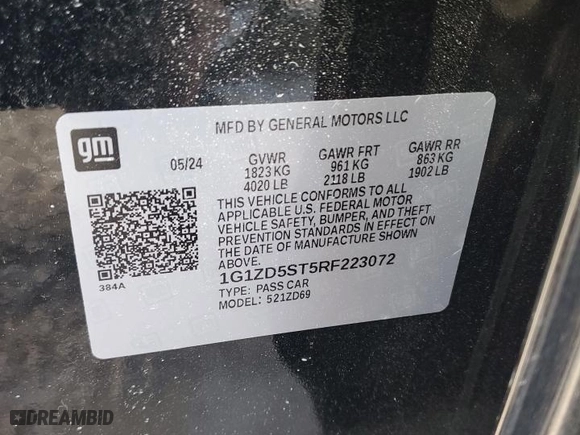 gm
MFD BY GENERAL MOTORS LLC
05/24 GVWR GAWR FRT GAWR RR
1823 KG 961 KG 863 KG
4020 LB 2118 LB 1902 LB
THIS VEHICLE CONFORMS TO ALL
APPLICABLE U.S. FEDERAL MOTOR
VEHICLE SAFETY, BUMPER, AND THEFT
PREVENTION STANDARDS IN EFFECT ON
THE DATE OF MANUFACTURE SHOWN
ABOVE.
384A
1G1ZD5ST5RF223072
TYPE: PASS CAR
MODEL: 521ZD69
DREAMBID